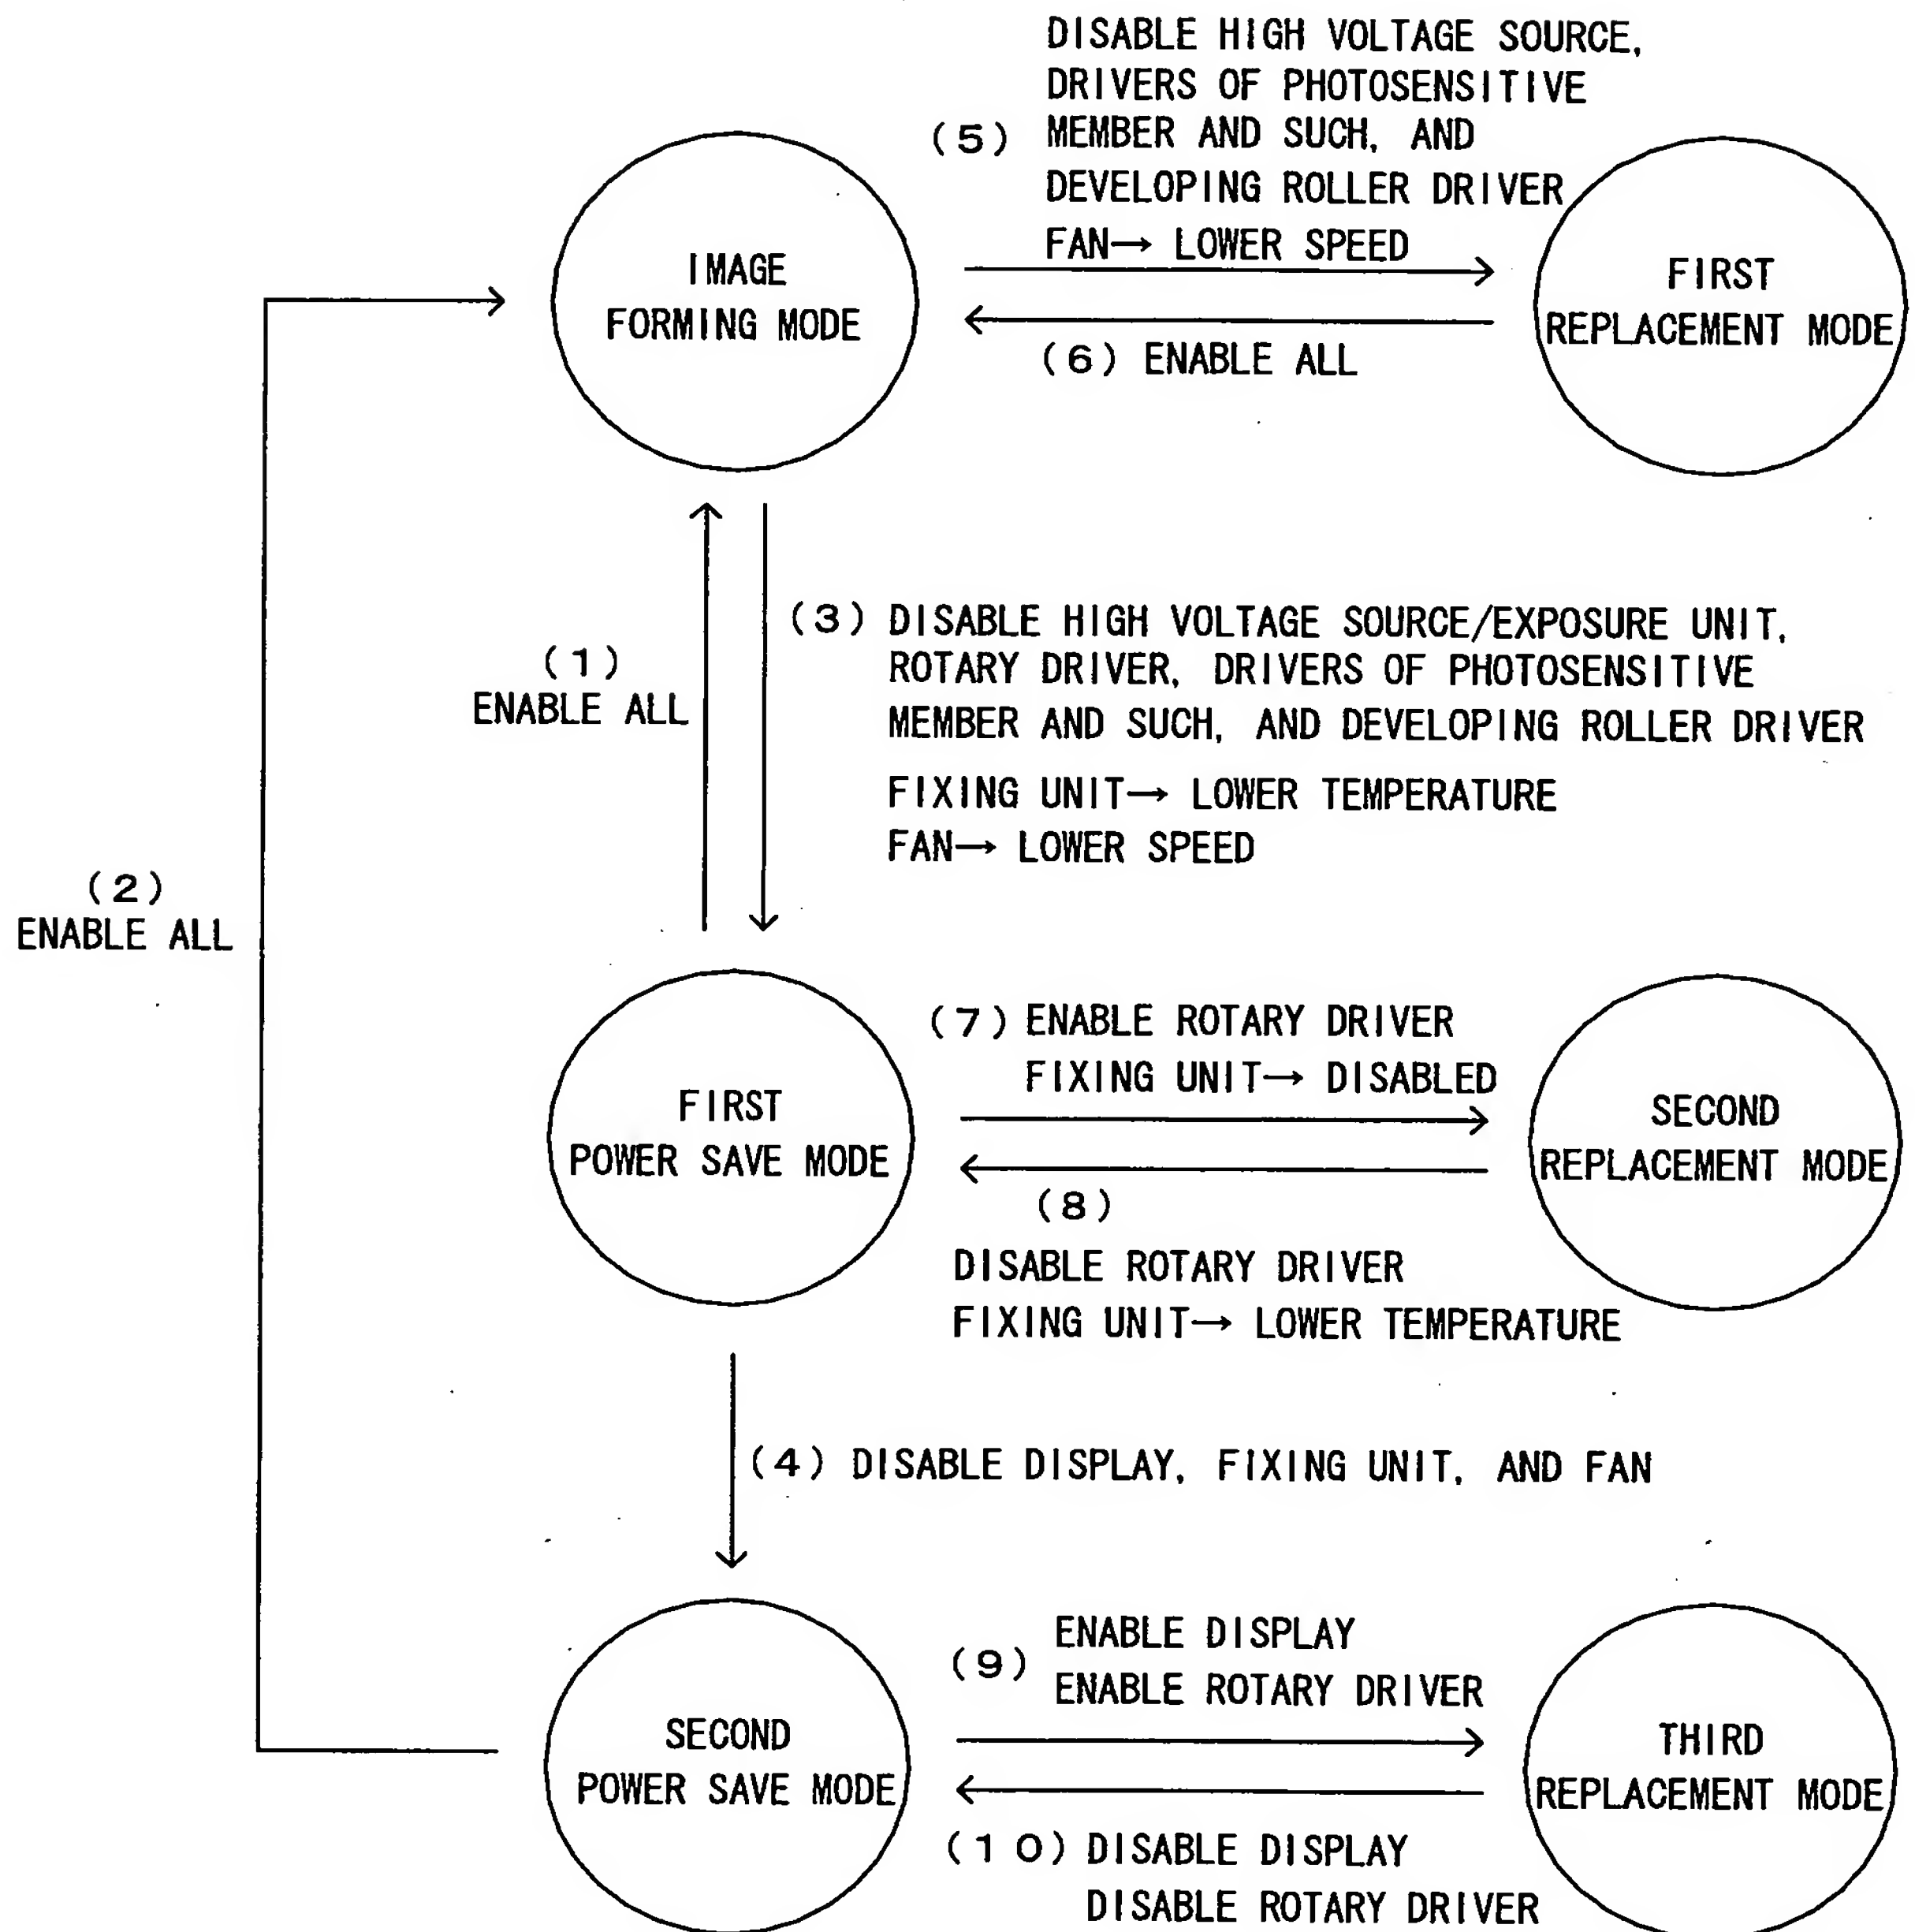 DISABLE HIGH VOLTAGE SOURCE,
DRIVERS OF PHOTOSENSITIVE
(5) MEMBER AND SUCH, AND
DEVELOPING ROLLER DRIVER
FAN→ LOWER SPEED
IMAGE
FORMING MODE
FIRST
REPLACEMENT MODE
(6) ENABLE ALL
(1)
ENABLE ALL
(3) DISABLE HIGH VOLTAGE SOURCE/EXPOSURE UNIT,
ROTARY DRIVER, DRIVERS OF PHOTOSENSITIVE
MEMBER AND SUCH, AND DEVELOPING ROLLER DRIVER
FIXING UNIT→ LOWER TEMPERATURE
FAN→ LOWER SPEED
(2)
ENABLE ALL
FIRST
POWER SAVE MODE
(7) ENABLE ROTARY DRIVER
FIXING UNIT→ DISABLED
SECOND
REPLACEMENT MODE
(8)
DISABLE ROTARY DRIVER
FIXING UNIT→ LOWER TEMPERATURE
(4) DISABLE DISPLAY, FIXING UNIT, AND FAN
SECOND
POWER SAVE MODE
(9) ENABLE DISPLAY
ENABLE ROTARY DRIVER
THIRD
REPLACEMENT MODE
(10) DISABLE DISPLAY
DISABLE ROTARY DRIVER